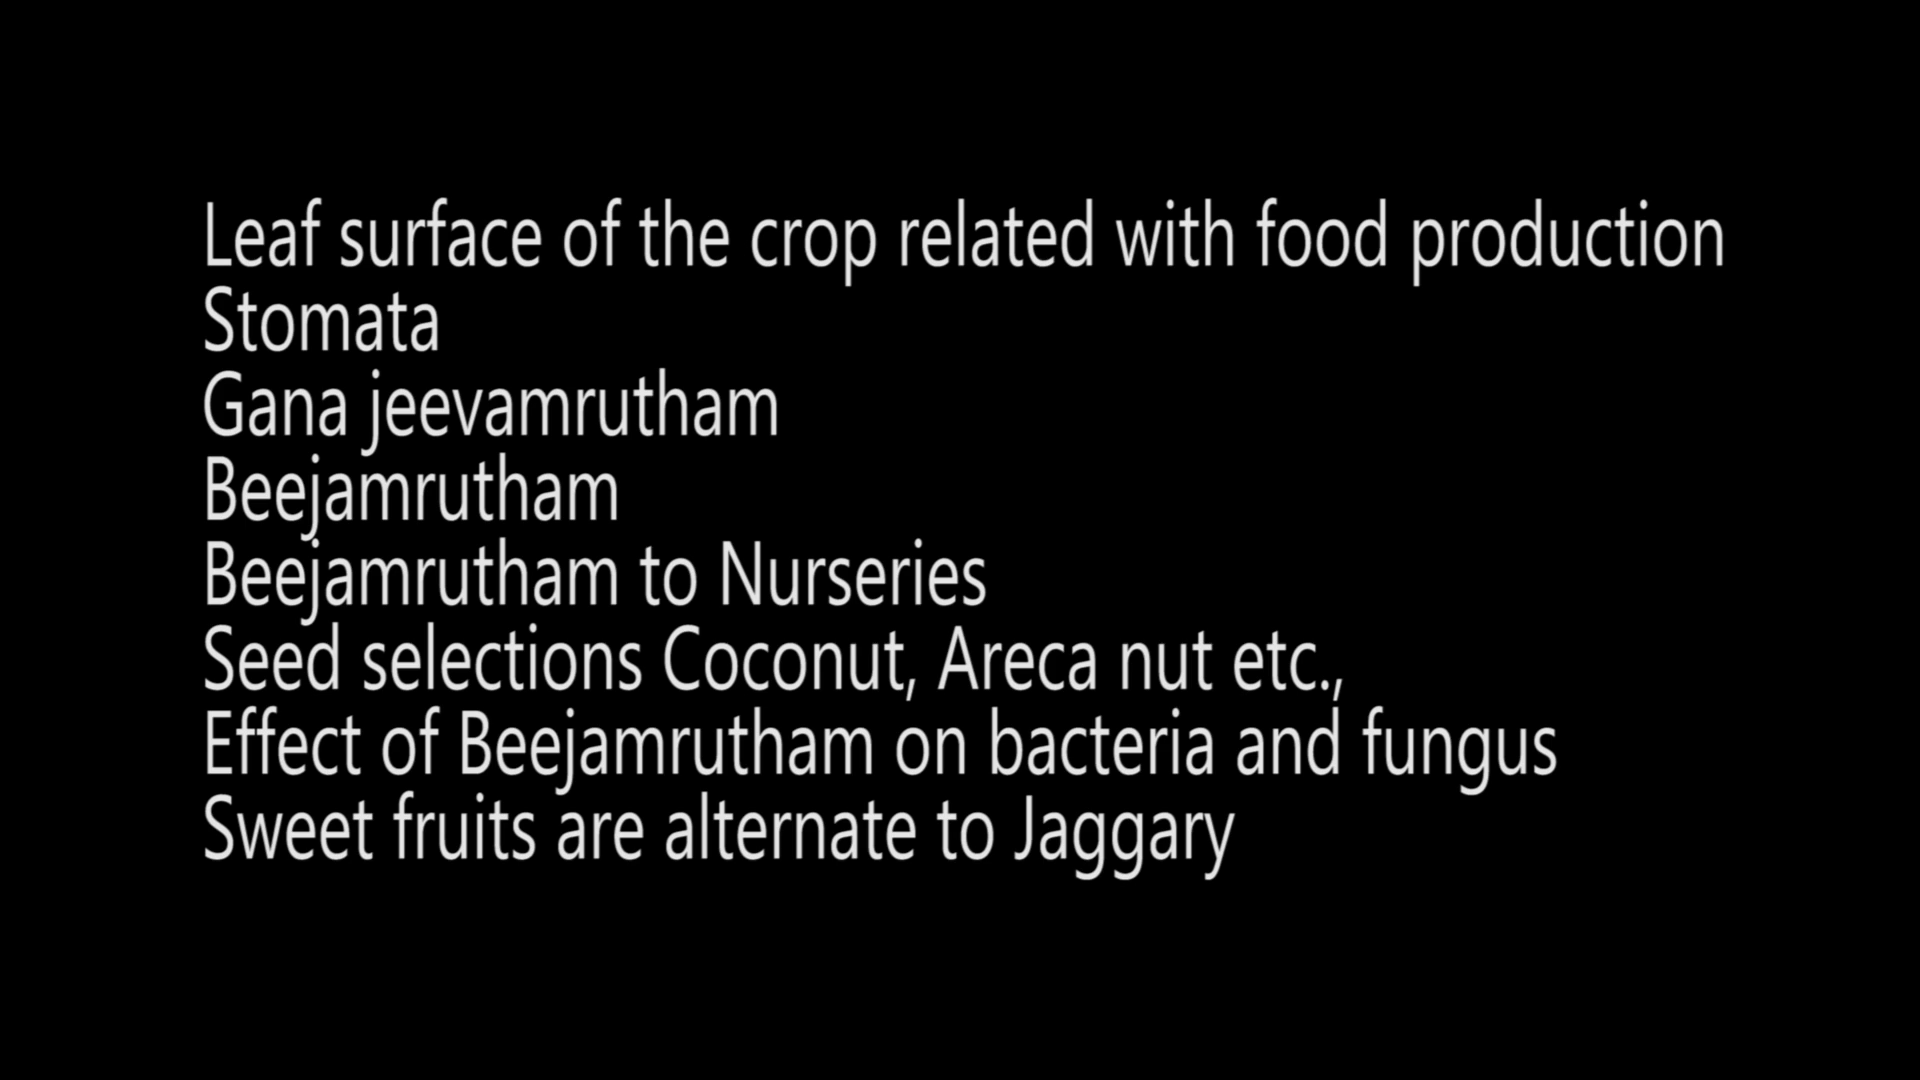 Leaf surface of the crop related with food production
Stomata
Gana jeevamrutham
Beejamrutham
Beejamrutham to Nurseries
Seed selections Coconut, Areca nut etc.,
Effect of Beejamrutham on bacteria and fungus
Sweet fruits are alternate to Jaggary